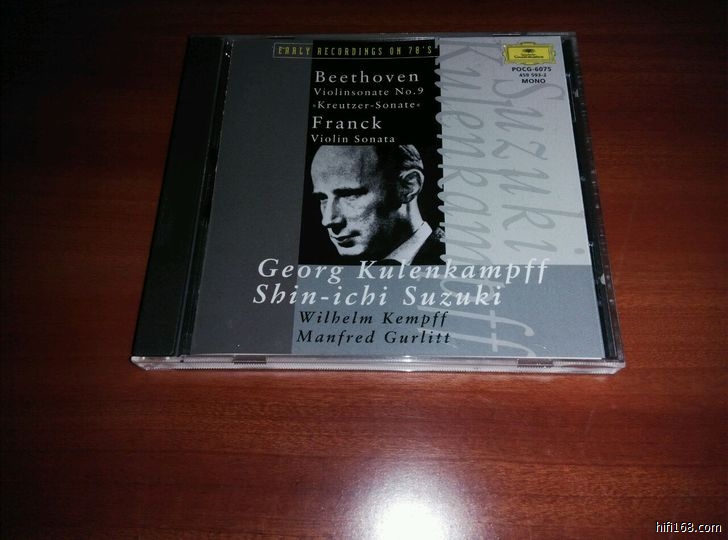 EARLY RECORDINGS ON 78'S
Beethoven
Violinsonate No.9
»Kreutzer-Sonate«
Franck
Violin Sonata
POCG-6075
459 593-2
MONO
Suzuki
Kulenkampff
Georg Kulenkampff
Shin-ichi Suzuki
Wilhelm Kempff
Manfred Gurlitt
hifi168.com